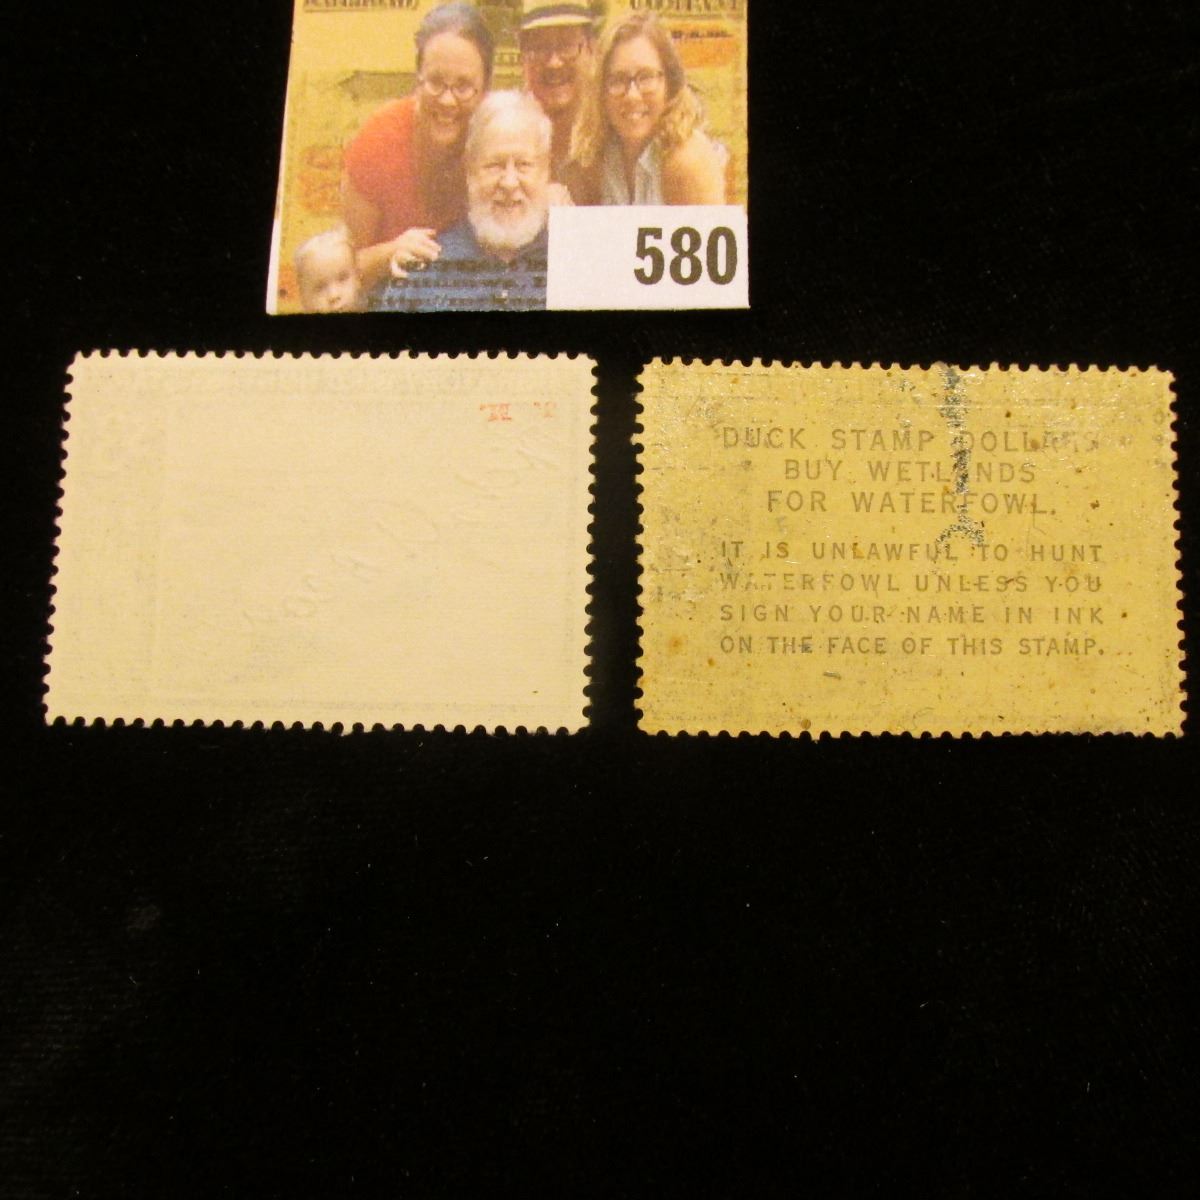 COMPANY
580
DUCK STAMP DOLLARS
BUY WETLANDS
FOR WATERFOWL.
IT IS UNLAWFUL TO HUNT
WATERFOWL UNLESS YOU
SIGN YOUR NAME IN INK
ON THE FACE OF THIS STAMP.